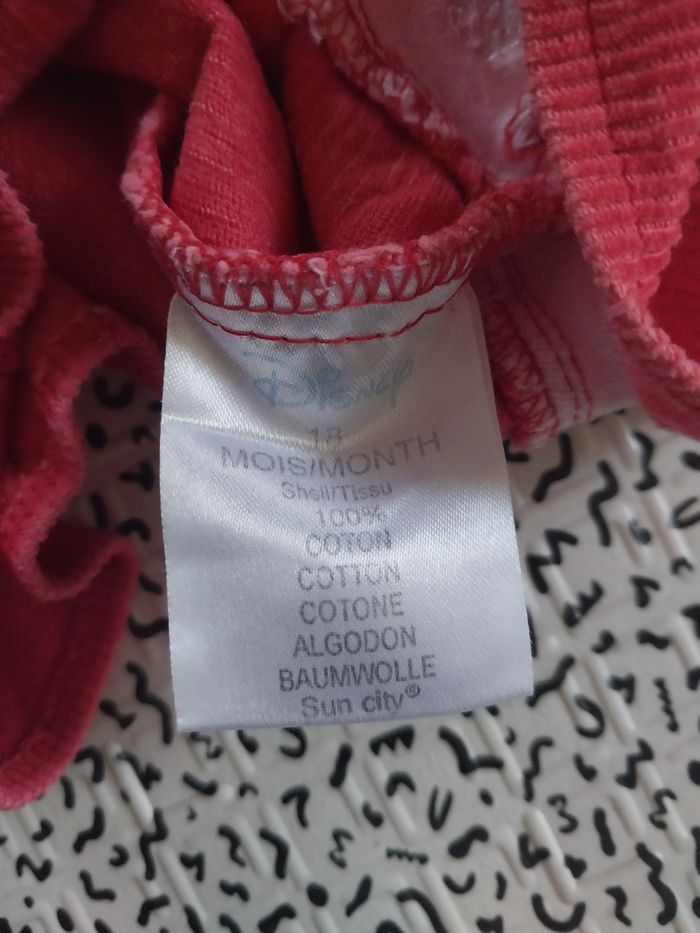 Disney
18
MOIS/MONTH
Shell/Tissu
100%
COTON
COTTON
COTONE
ALGODON
BAUMWOLLE
Sun city®